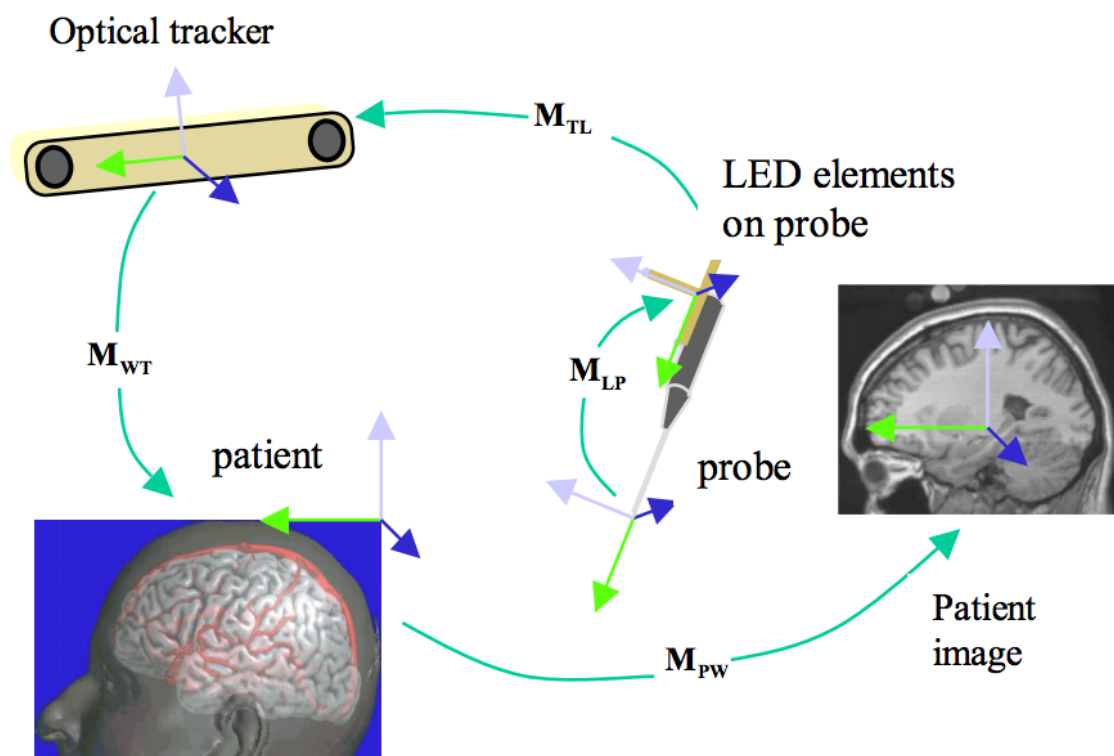 Optical tracker
M_TL
LED elements
on probe
M_WT
M_LP
patient
probe
M_PW
Patient
image